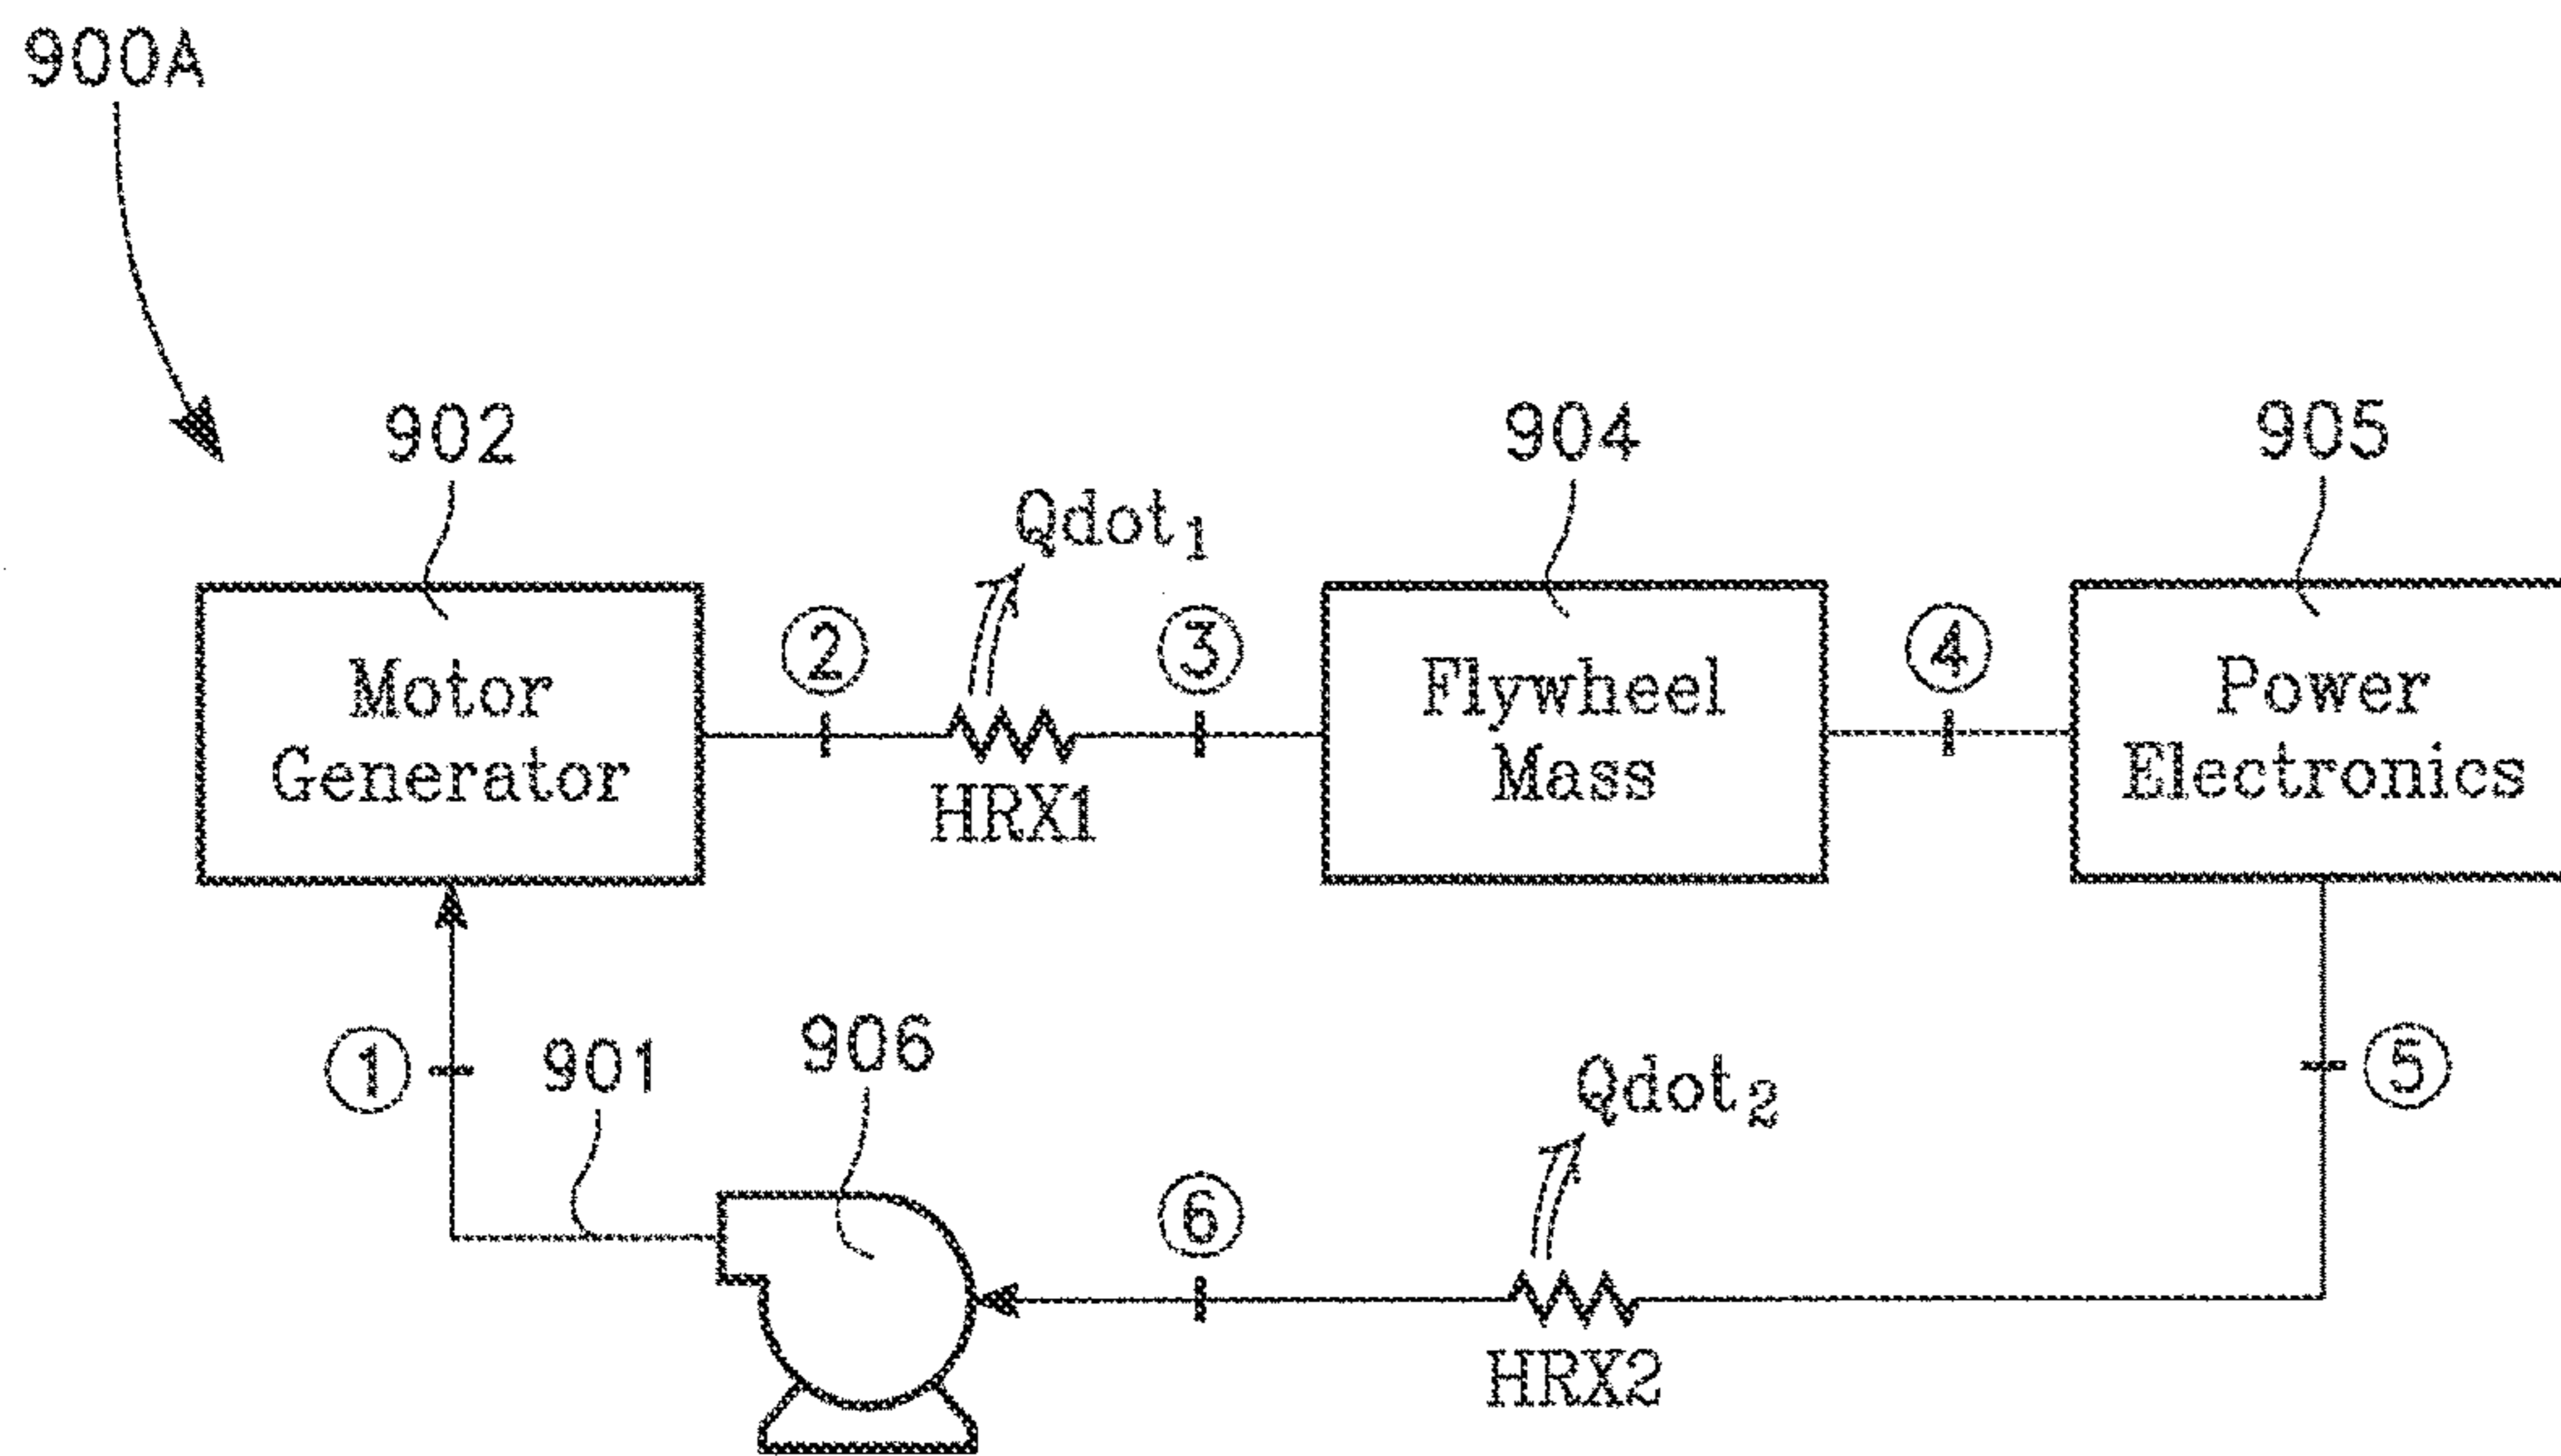 900A
902
904
905
Qdot1
2
3
4
Motor
Generator
Flywheel
Mass
Power
Electronics
HRX1
1
901
906
Qdot2
5
6
HRX2